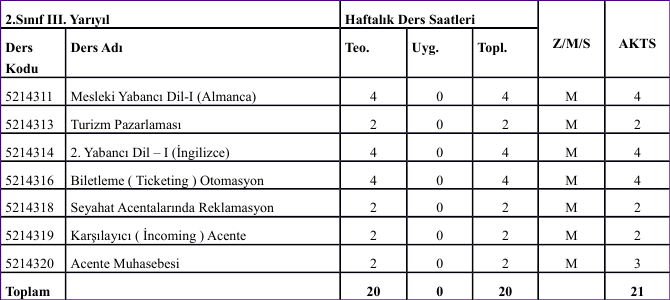 2.Sınıf III. Yarıyıl Haftalık Ders Saatleri Z/M/S AKTS
Ders Kodu Ders Adı Teo. Uyg. Topl.
5214311 Mesleki Yabancı Dil-I (Almanca) 4 0 4 M 4
5214313 Turizm Pazarlaması 2 0 2 M 2
5214314 2. Yabancı Dil – I (İngilizce) 4 0 4 M 4
5214316 Biletleme ( Ticketing ) Otomasyon 4 0 4 M 4
5214318 Seyahat Acentalarında Reklamasyon 2 0 2 M 2
5214319 Karşılayıcı ( İncoming ) Acente 2 0 2 M 2
5214320 Acente Muhasebesi 2 0 2 M 3
Toplam 20 0 20 21